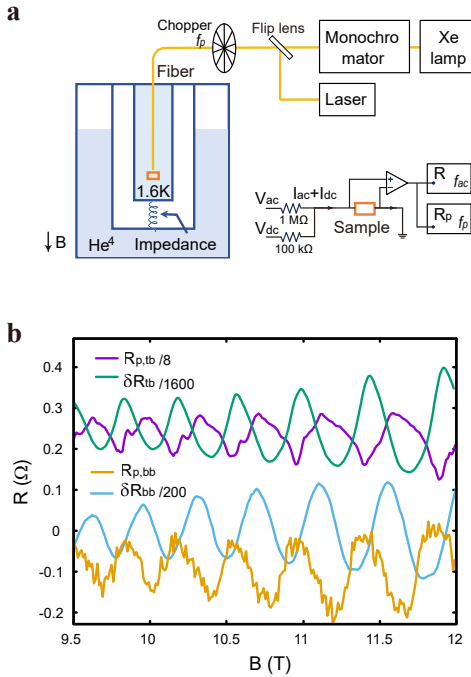 a
Chopper
fp
Flip lens
Monochro
mator
Xe
lamp
Fiber
Laser
1.6K
B
He4
Impedance
Vac
Iac+Idc
1 MΩ
Vdc
100 kΩ
Sample
R
fac
Rp
fp
b
Rp,tb/8
δRtb/1600
Rp,bb
δRbb/200
R (Ω)
0.4
0.3
0.2
0.1
0
-0.1
-0.2
9.5 10 10.5 11 11.5 12
B (T)